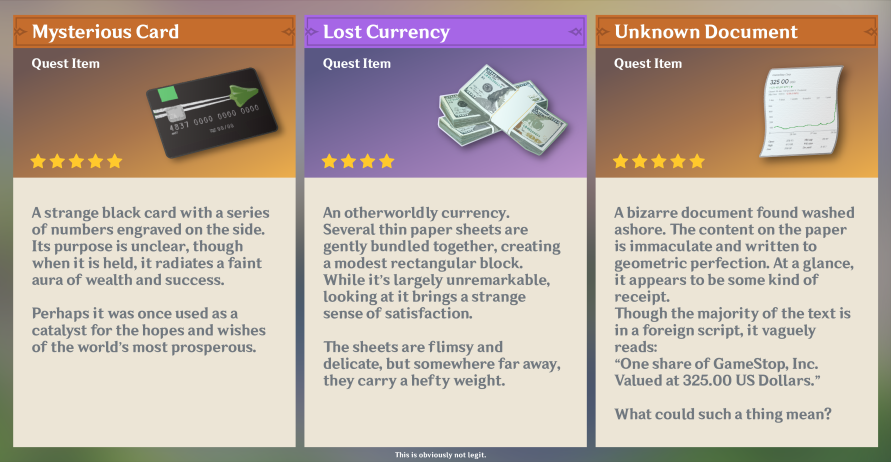 Mysterious Card
Quest Item
4837 0000 0000 0000
A strange black card with a series
of numbers engraved on the side.
Its purpose is unclear, though
when it is held, it radiates a faint
aura of wealth and success.
Perhaps it was once used as a
catalyst for the hopes and wishes
of the world's most prosperous.
Lost Currency
Quest Item
An otherworldly currency.
Several thin paper sheets are
gently bundled together, creating
a modest rectangular block.
While it's largely unremarkable,
looking at it brings a strange
sense of satisfaction.
The sheets are flimsy and
delicate, but somewhere far away,
they carry a hefty weight.
Unknown Document
Quest Item
325.00
A bizarre document found washed
ashore. The content on the paper
is immaculate and written to
geometric perfection. At a glance,
it appears to be some kind of
receipt.
Though the majority of the text is
in a foreign script, it vaguely
reads:
"One share of GameStop, Inc.
Valued at 325.00 US Dollars."
What could such a thing mean?
This is obviously not legit.